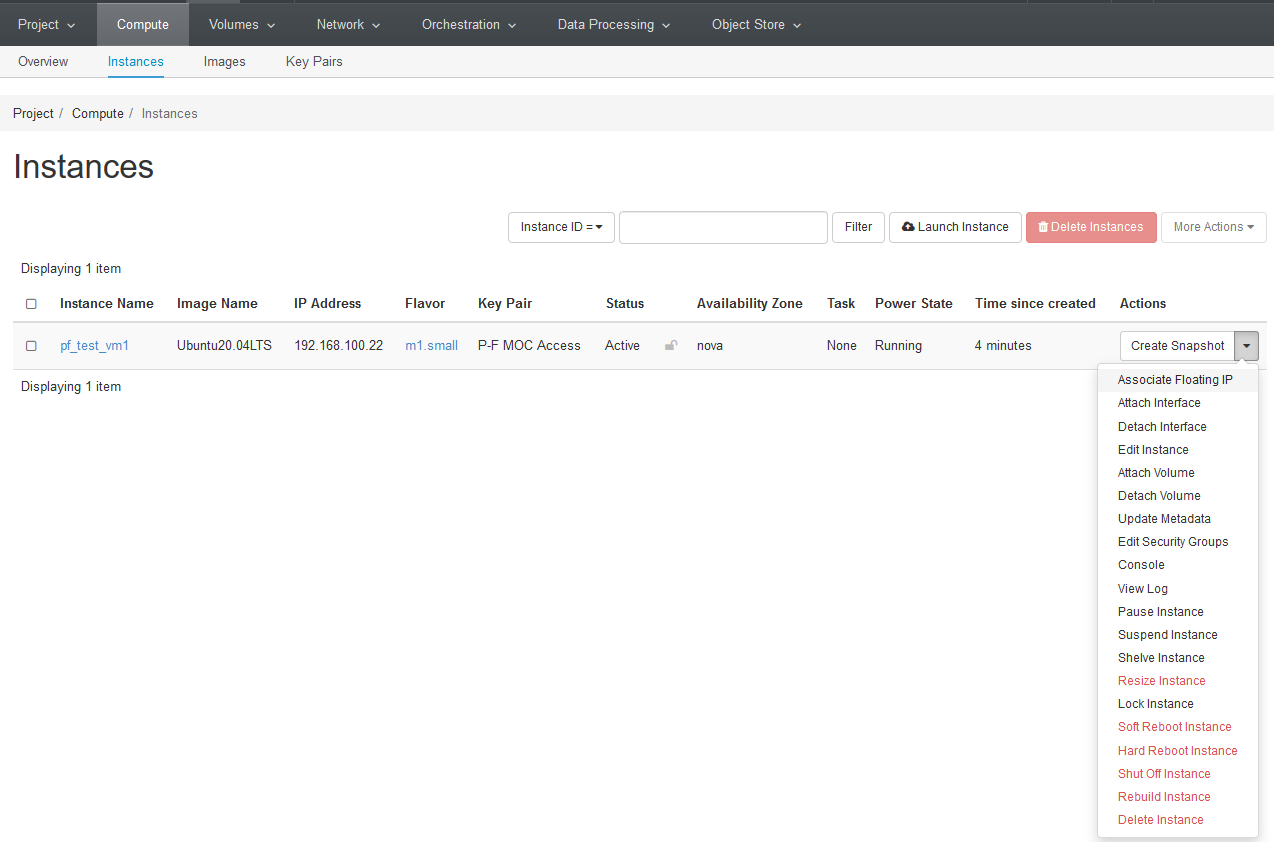 Project Compute Volumes Network Orchestration Data Processing Object Store
Overview Instances Images Key Pairs
Project / Compute / Instances
Instances
Instance ID = Filter Launch Instance Delete Instances More Actions
Displaying 1 item
Instance Name Image Name IP Address Flavor Key Pair Status Availability Zone Task Power State Time since created Actions
pf_test_vm1 Ubuntu20.04LTS 192.168.100.22 m1.small P-F MOC Access Active nova None Running 4 minutes Create Snapshot
Displaying 1 item
Associate Floating IP
Attach Interface
Detach Interface
Edit Instance
Attach Volume
Detach Volume
Update Metadata
Edit Security Groups
Console
View Log
Pause Instance
Suspend Instance
Shelve Instance
Resize Instance
Lock Instance
Soft Reboot Instance
Hard Reboot Instance
Shut Off Instance
Rebuild Instance
Delete Instance